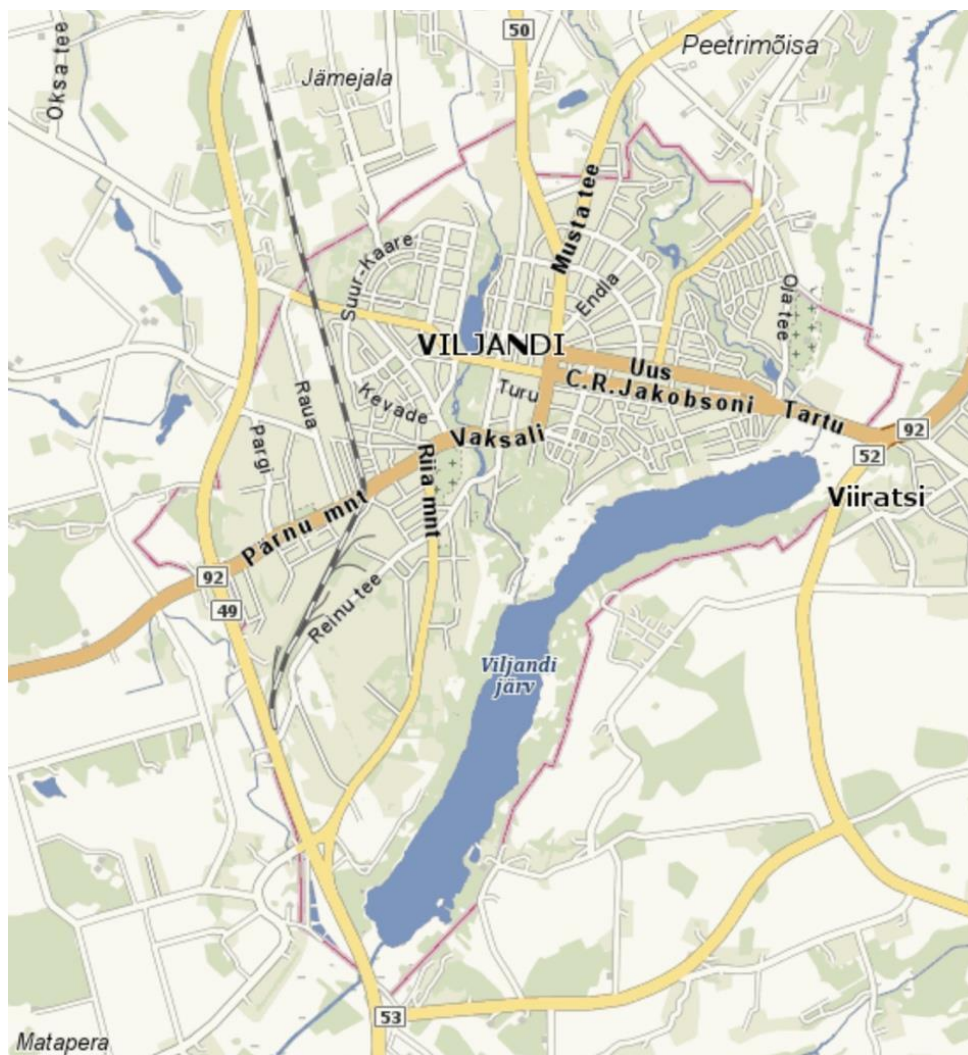 50
Peetrimõisa
Oksa tee
Jämejala
Musta tee
Suur-Kaare
Endla
Ola tee
VILJANDI
Uus
C.R.Jakobsoni
Turu
Kevade
Raua
Tartu
92
Pargi
Vaksali
Riia mnt
52
Viiratsi
Pärnu mnt
92
49
Reinu tee
Viljandi
järv
53
Matapera